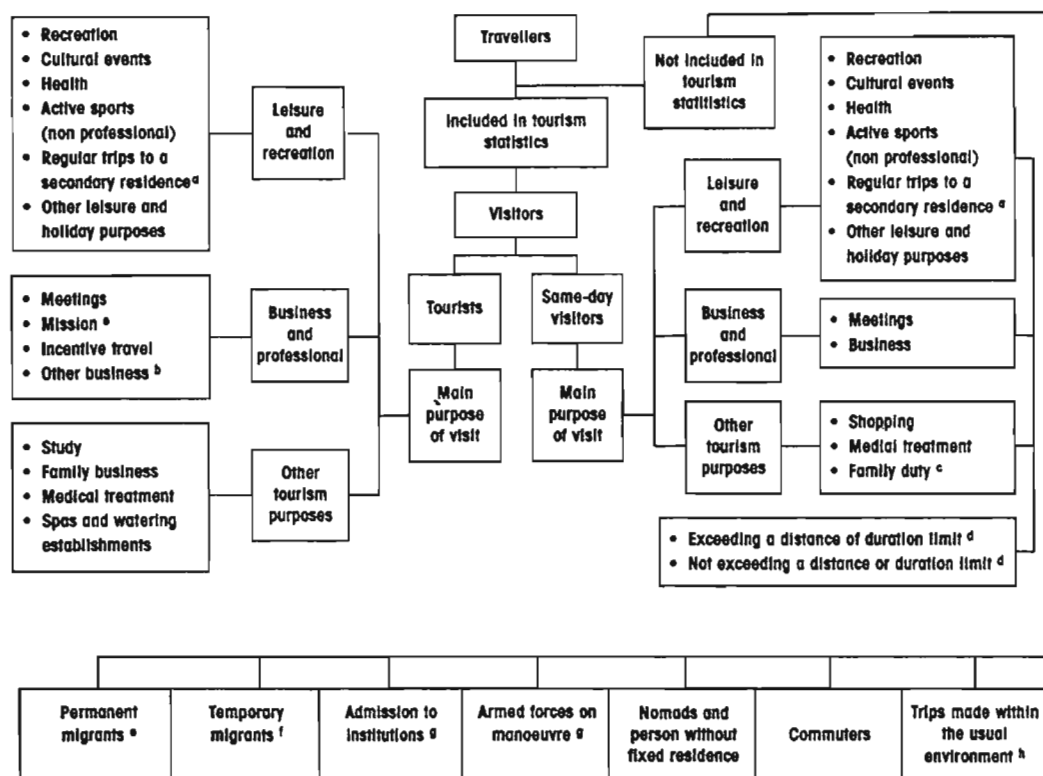 • Recreation
• Cultural events
• Health
• Active sports
(non professional)
• Regular trips to a
secondary residence a
• Other leisure and
holiday purposes
Leisure
and
recreation
• Meetings
• Mission e
• Incentive travel
• Other business b
Business
and
professional
• Study
• Family business
• Medical treatment
• Spas and watering
establishments
Other
tourism
purposes
Travellers
Not included in
tourism
statitistics
Included in tourism
statistics
Visitors
Tourists
Same-day
visitors
Main
purpose
of visit
Main
purpose
of visit
Leisure
and
recreation
• Recreation
• Cultural events
• Health
• Active sports
(non professional)
• Regular trips to a
secondary residence a
• Other leisure and
holiday purposes
Business
and
professional
• Meetings
• Business
Other
tourism
purposes
• Shopping
• Medial treatment
• Family duty c
• Exceeding a distance of duration limit d
• Not exceeding a distance or duration limit d
Permanent
migrants e
Temporary
migrants f
Admission to
institutions g
Armed forces on
manoeuvre g
Nomads and
person without
fixed residence
Commuters
Trips made within
the usual
environment h